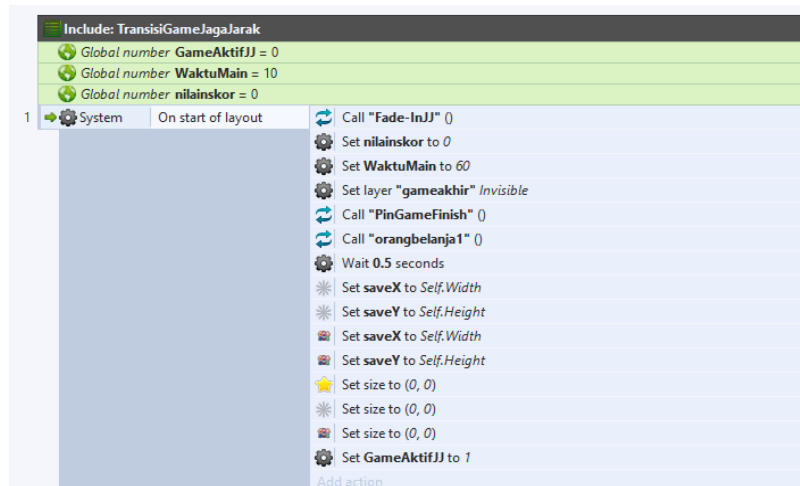 Include: TransisiGameJagaJarak
Global number GameAktifJJ = 0
Global number WaktuMain = 10
Global number nilainskor = 0
1 System On start of layout Call "Fade-InJJ" ()
Set nilainskor to 0
Set WaktuMain to 60
Set layer "gameakhir" Invisible
Call "PinGameFinish" ()
Call "orangbelanja1" ()
Wait 0.5 seconds
Set saveX to Self.Width
Set saveY to Self.Height
Set saveX to Self.Width
Set saveY to Self.Height
Set size to (0, 0)
Set size to (0, 0)
Set size to (0, 0)
Set GameAktifJJ to 1
Add action